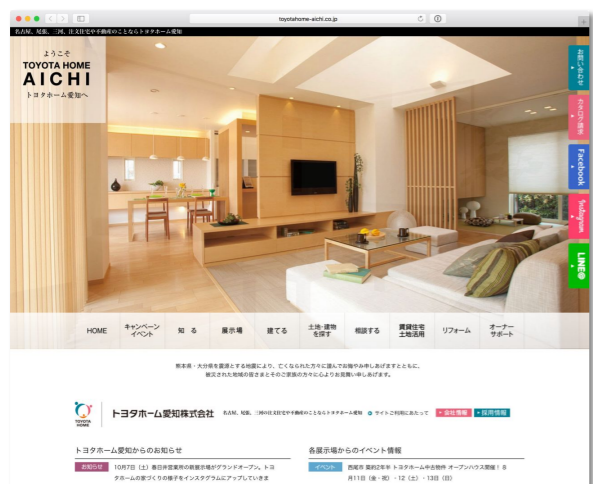 toyotahome-aichi.co.jp
名古屋、尾張、三河、注文住宅や不動産のことならトヨタホーム愛知
ようこそ
TOYOTA HOME
AICHI
トヨタホーム愛知へ
お問い合わせ
カタログ請求
Facebook
Instagram
LINE@
HOME
キャンペーン
イベント
知る
展示場
建てる
土地・建物
を探す
相談する
賃貸住宅
土地活用
リフォーム
オーナー
サポート
熊本県・大分県を震源とする地震により、亡くなられた方々に謹んでお悔やみ申しあげますとともに、
被災された地域の皆さまとそのご家族の方々に心よりお見舞い申しあげます。
TOYOTA
HOME
トヨタホーム愛知株式会社
名古屋、尾張、三河の注文住宅や不動産のことならトヨタホーム愛知
サイトご利用にあたって
会社情報
採用情報
トヨタホーム愛知からのお知らせ
お知らせ
10月7日（土）春日井営業所の新展示場がグランドオープン。トヨ
タホームの家づくりの様子をインスタグラムにアップしていきま
各展示場からのイベント情報
イベント
西尾市 築約2年半 トヨタホーム中古物件 オープンハウス開催！ 8
月11日（金・祝）・12（土）・13日（日）